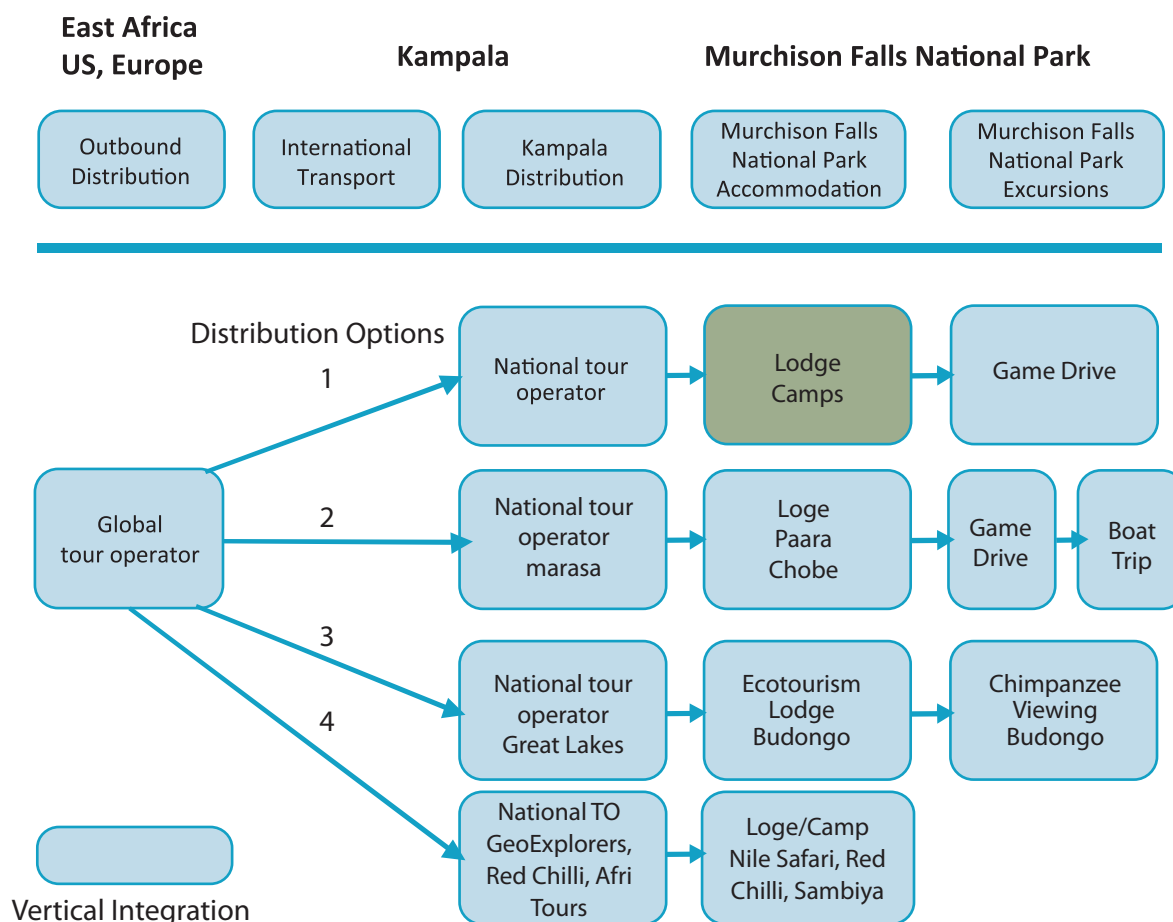 East Africa
US, Europe
Kampala
Murchison Falls National Park
Outbound
Distribution
International
Transport
Kampala
Distribution
Murchison Falls
National Park
Accommodation
Murchison Falls
National Park
Excursions
Distribution Options
1
National tour
operator
Lodge
Camps
Game Drive
Global
tour operator
2
National tour
operator
marasa
Loge
Paara
Chobe
Game
Drive
Boat
Trip
3
National tour
operator
Great Lakes
Ecotourism
Lodge
Budongo
Chimpanzee
Viewing
Budongo
4
National TO
GeoExplorers,
Red Chilli, Afri
Tours
Loge/Camp
Nile Safari, Red
Chilli, Sambiya
Vertical Integration